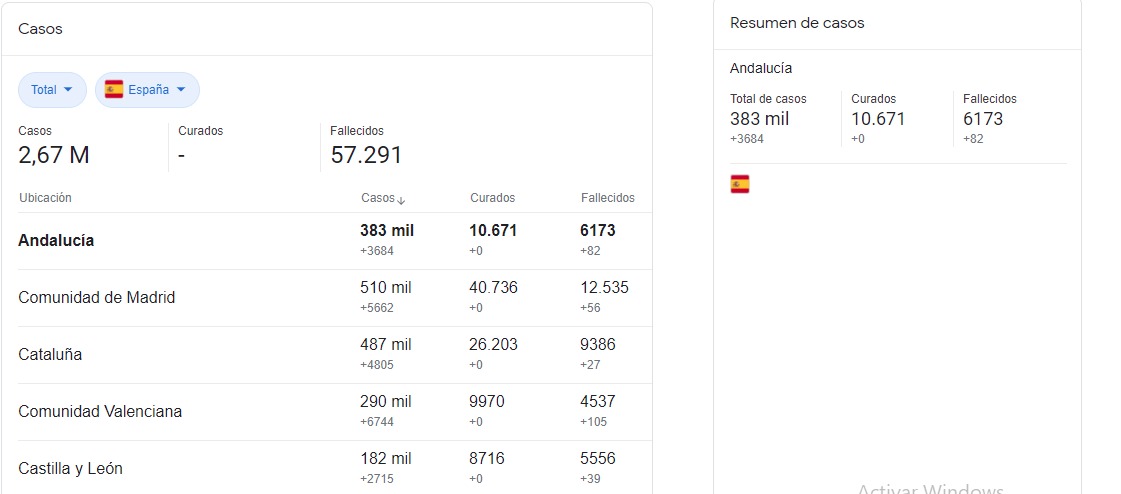 Casos
Total España
Casos Curados Fallecidos
2,67 M - 57.291
Ubicación Casos↓ Curados Fallecidos
Andalucía 383 mil 10.671 6173
+3684 +0 +82
Comunidad de Madrid 510 mil 40.736 12.535
+5662 +0 +56
Cataluña 487 mil 26.203 9386
+4805 +0 +27
Comunidad Valenciana 290 mil 9970 4537
+6744 +0 +105
Castilla y León 182 mil 8716 5556
+2715 +0 +39
Resumen de casos
Andalucía
Total de casos Curados Fallecidos
383 mil 10.671 6173
+3684 +0 +82
Activar Windows